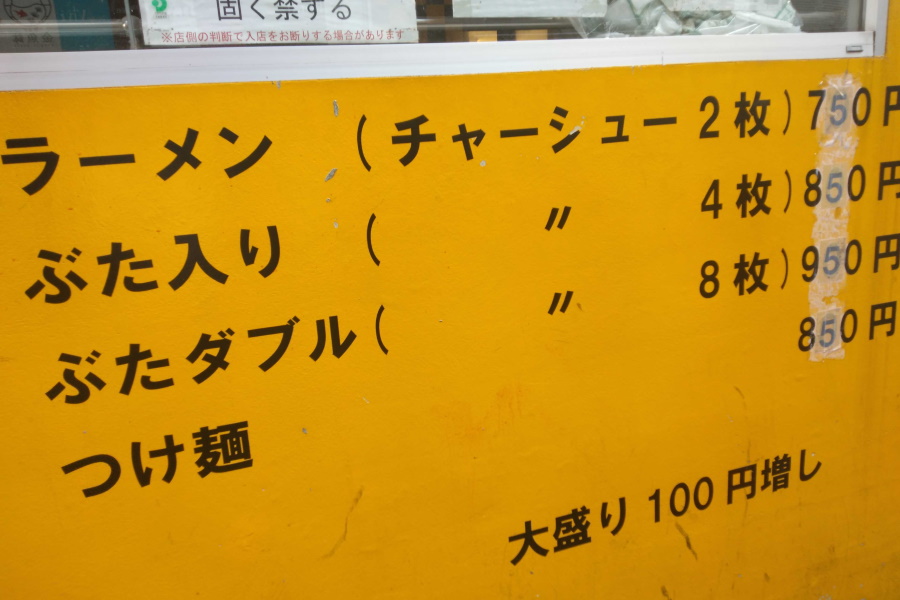 固く禁する
※店側の判断で入店をお断りする場合があります
ラーメン (チャーシュー2枚) 750円
ぶた入り ( 〃 4枚) 850円
ぶたダブル ( 〃 8枚) 950円
つけ麺 850円
大盛り100円増し